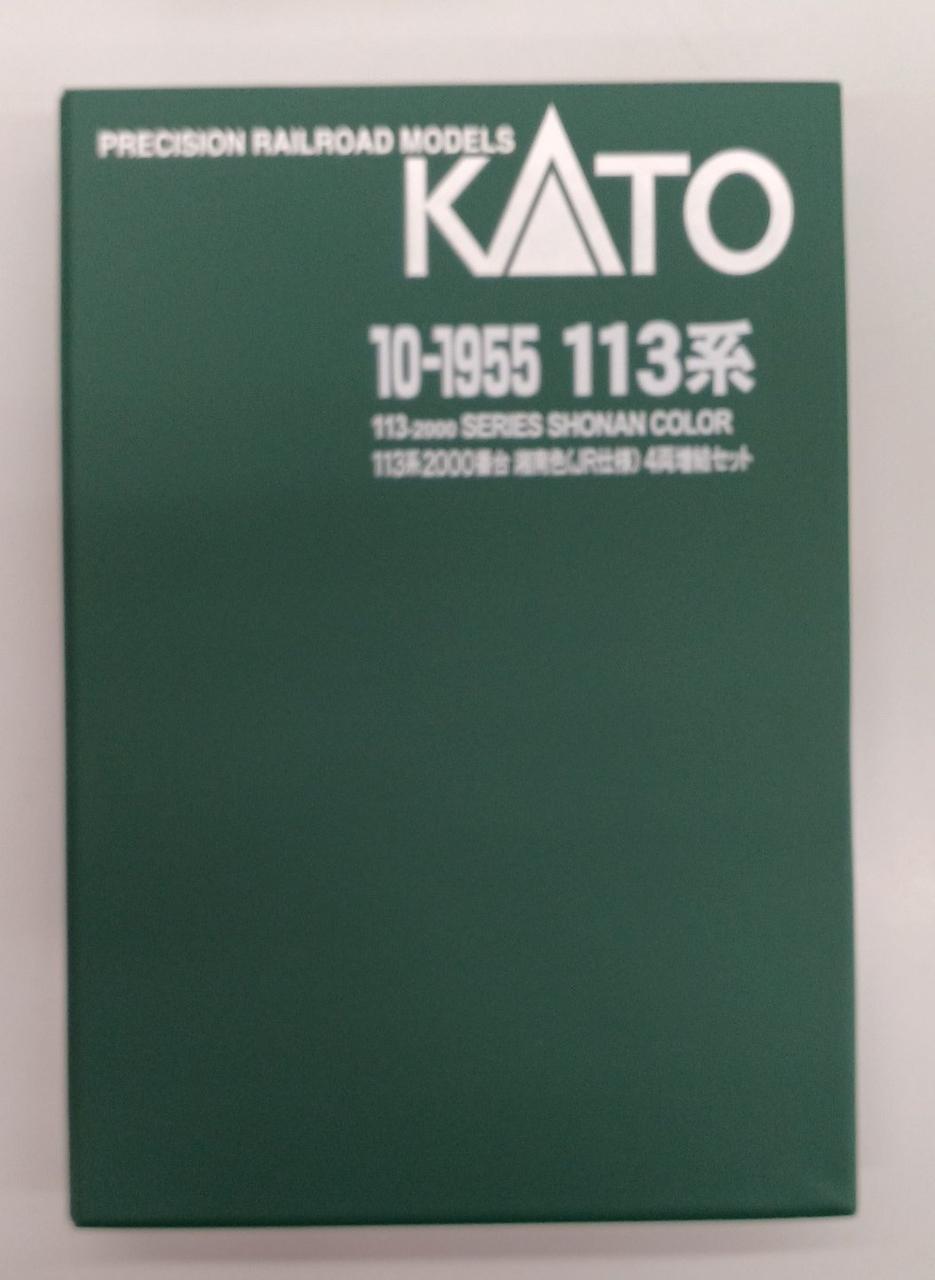 PRECISION RAILROAD MODELS
KATO
10-1955 113系
113-2000 SERIES SHONAN COLOR
113系2000番台 湘南色(JR仕様) 4両増結セット